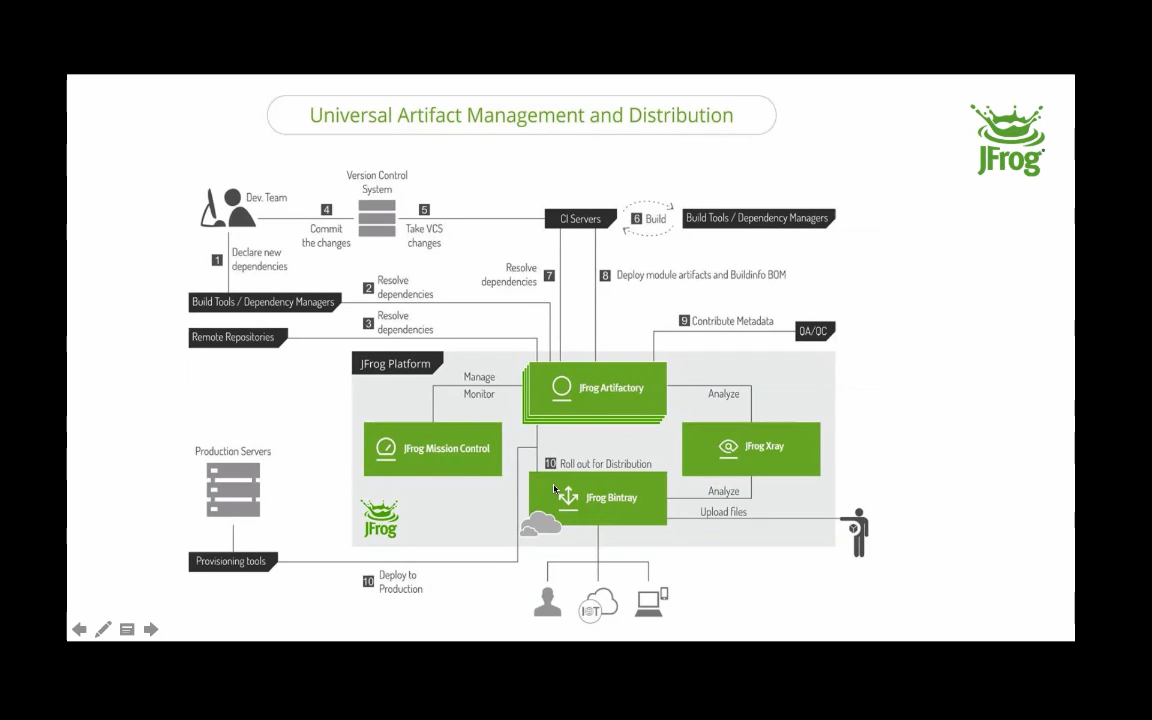 Universal Artifact Management and Distribution
JFrog
Version Control
System
Dev. Team
4
Commit
the changes
5
Take VCS
changes
CI Servers
6 Build
Build Tools / Dependency Managers
1
Declare new
dependencies
Resolve
dependencies
7
8 Deploy module artifacts and Buildinfo BOM
2
Resolve
dependencies
Build Tools / Dependency Managers
3
Resolve
dependencies
Remote Repositories
9 Contribute Metadata
QA/QC
JFrog Platform
Manage
Monitor
JFrog Artifactory
Analyze
JFrog Mission Control
JFrog Xray
Production Servers
10 Roll out for Distribution
JFrog Bintray
Analyze
Upload files
JFrog
Provisioning tools
10
Deploy to
Production
IOT